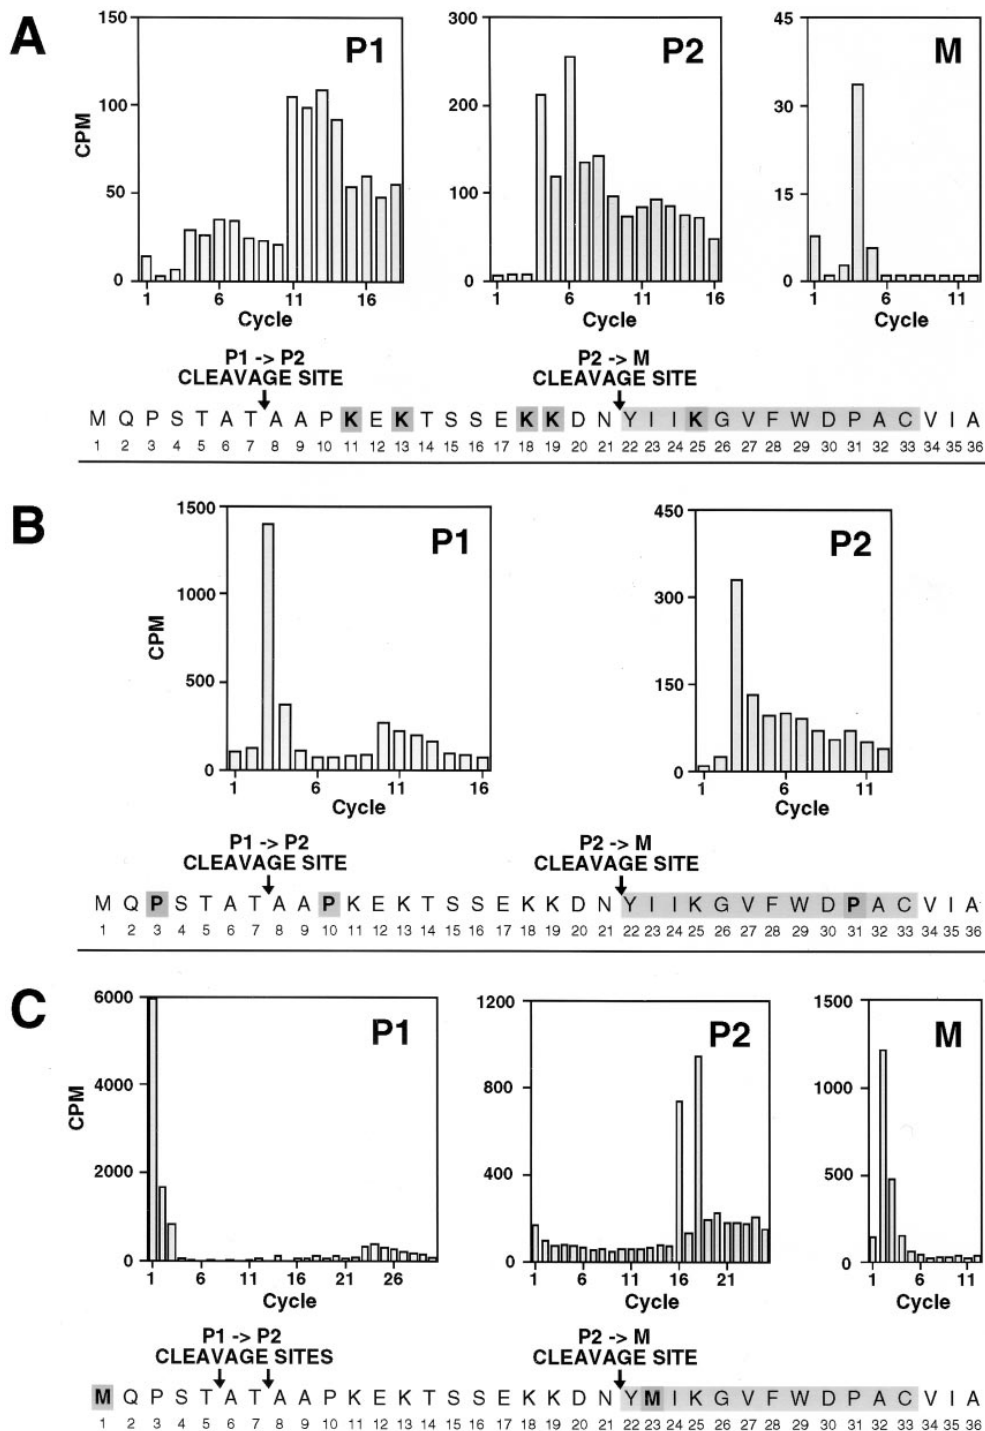 A
P1
P2
M
150
100
50
0
CPM
1 6 11 16
Cycle
300
200
100
0
1 6 11 16
Cycle
45
30
15
0
1 6 11
Cycle
P1 -> P2
CLEAVAGE SITE
P2 -> M
CLEAVAGE SITE
M Q P S T A T A A P K E K T S S E K K D N Y I I K G V F W D P A C V I A
1 2 3 4 5 6 7 8 9 10 11 12 13 14 15 16 17 18 19 20 21 22 23 24 25 26 27 28 29 30 31 32 33 34 35 36
B
P1
P2
1500
1000
500
0
CPM
1 6 11 16
Cycle
450
300
150
0
1 6 11
Cycle
P1 -> P2
CLEAVAGE SITE
P2 -> M
CLEAVAGE SITE
M Q P S T A T A A P K E K T S S E K K D N Y I I K G V F W D P A C V I A
1 2 3 4 5 6 7 8 9 10 11 12 13 14 15 16 17 18 19 20 21 22 23 24 25 26 27 28 29 30 31 32 33 34 35 36
C
P1
P2
M
6000
4000
2000
0
CPM
1 6 11 16 21 26
Cycle
1200
800
400
0
1 6 11 16 21
Cycle
1500
1000
500
0
1 6 11
Cycle
P1 -> P2
CLEAVAGE SITES
P2 -> M
CLEAVAGE SITE
M Q P S T A T A A P K E K T S S E K K D N Y M I K G V F W D P A C V I A
1 2 3 4 5 6 7 8 9 10 11 12 13 14 15 16 17 18 19 20 21 22 23 24 25 26 27 28 29 30 31 32 33 34 35 36